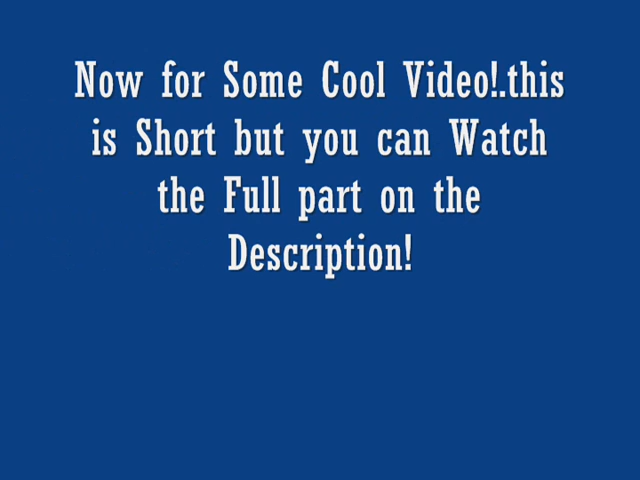 Now for Some Cool Video!.this
is Short but you can Watch
the Full part on the
Description!